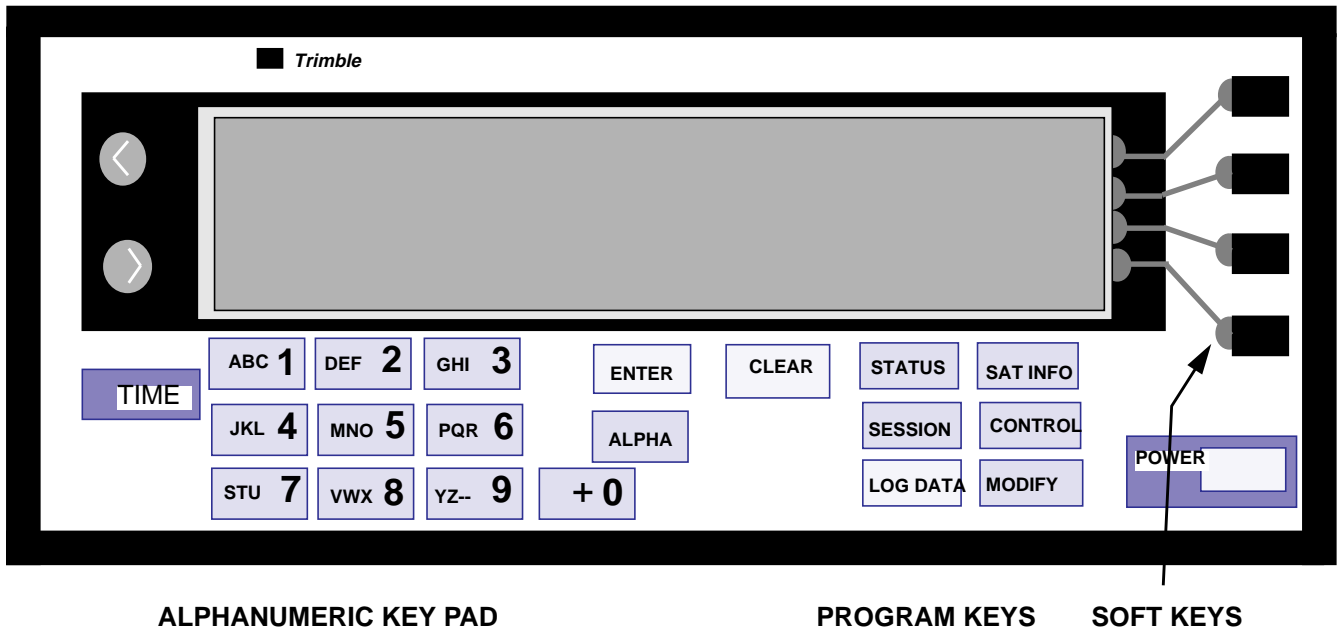 Trimble
ABC 1 DEF 2 GHI 3 ENTER CLEAR STATUS SAT INFO
TIME
JKL 4 MNO 5 PQR 6 ALPHA SESSION CONTROL
POWER
STU 7 VWX 8 YZ-- 9 + 0 LOG DATA MODIFY
ALPHANUMERIC KEY PAD PROGRAM KEYS SOFT KEYS